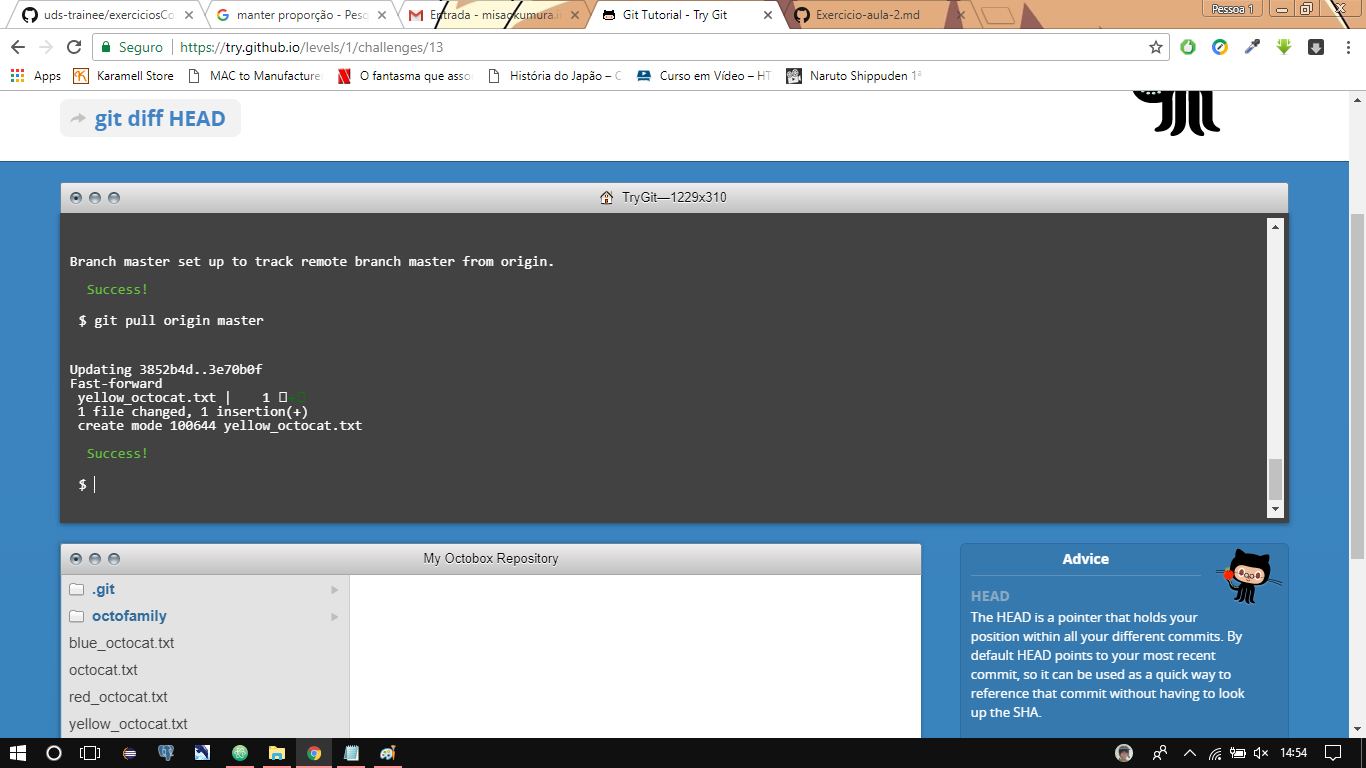 uds-trainee/exerciciosCo
manter proporção - Pesq
Entrada - misaokumura.in
Git Tutorial - Try Git
Exercicio-aula-2.md
Pessoa 1
Seguro
https://try.github.io/levels/1/challenges/13
Apps
Karamell Store
MAC to Manufacture
O fantasma que asso
História do Japão – C
Curso em Vídeo – HT
Naruto Shippuden 1ª
git diff HEAD
TryGit—1229x310
Branch master set up to track remote branch master from origin.
Success!
$ git pull origin master
Updating 3852b4d..3e70b0f
Fast-forward
yellow_octocat.txt | 1
1 file changed, 1 insertion(+)
create mode 100644 yellow_octocat.txt
Success!
$
My Octobox Repository
.git
octofamily
blue_octocat.txt
octocat.txt
red_octocat.txt
yellow_octocat.txt
Advice
HEAD
The HEAD is a pointer that holds your
position within all your different commits. By
default HEAD points to your most recent
commit, so it can be used as a quick way to
reference that commit without having to look
up the SHA.
14:54